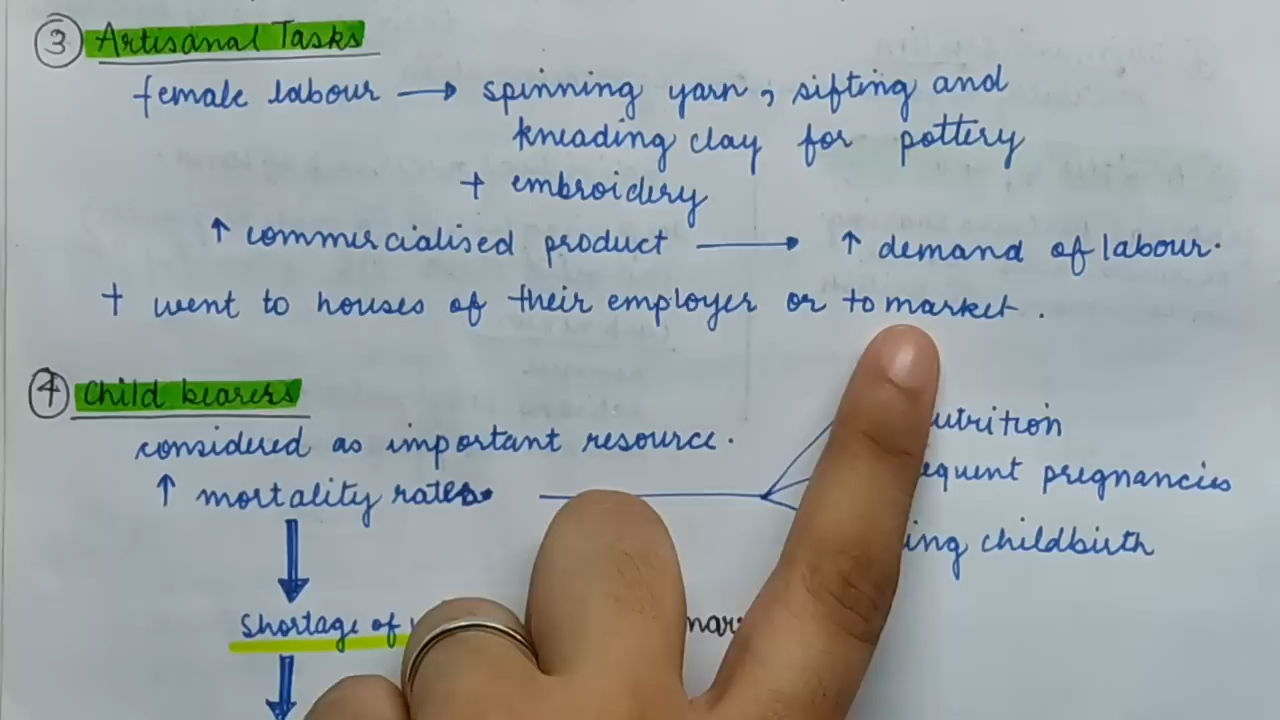 ③ Artisanal Tasks
female labour → spinning yarn, sifting and
kneading clay for pottery
+ embroidery
↑ commercialised product → ↑ demand of labour.
+ went to houses of their employer or to market.
④ Child bearers
considered as important resource.
utrition
↑ mortality rates
equent pregnancies
ing childbirth
Shortage of